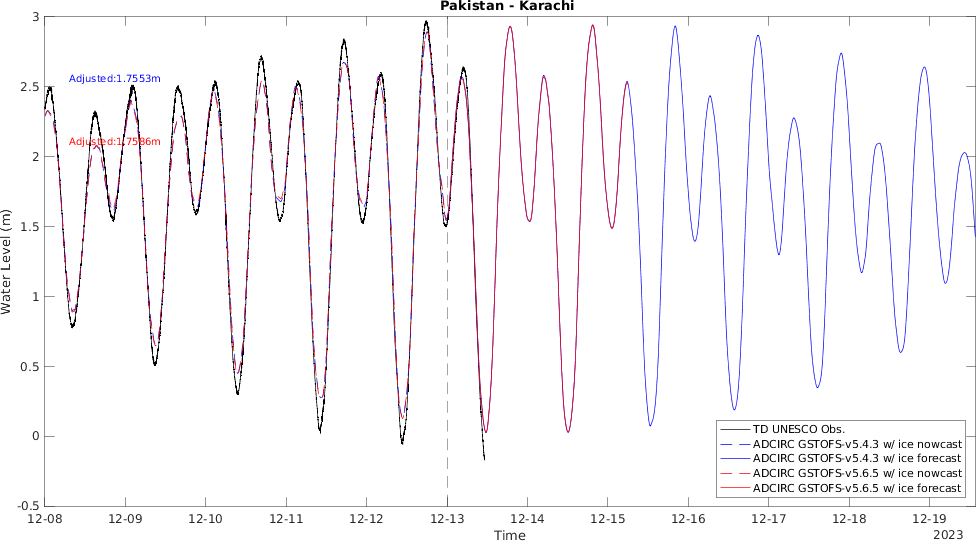 Pakistan - Karachi
Water Level (m)
3
2.5
2
1.5
1
0.5
0
-0.5
Adjusted:1.7553m
Adjusted:1.7586m
TD UNESCO Obs.
ADCIRC GSTOFS-v5.4.3 w/ ice nowcast
ADCIRC GSTOFS-v5.4.3 w/ ice forecast
ADCIRC GSTOFS-v5.6.5 w/ ice nowcast
ADCIRC GSTOFS-v5.6.5 w/ ice forecast
12-08 12-09 12-10 12-11 12-12 12-13 12-14 12-15 12-16 12-17 12-18 12-19
Time
2023